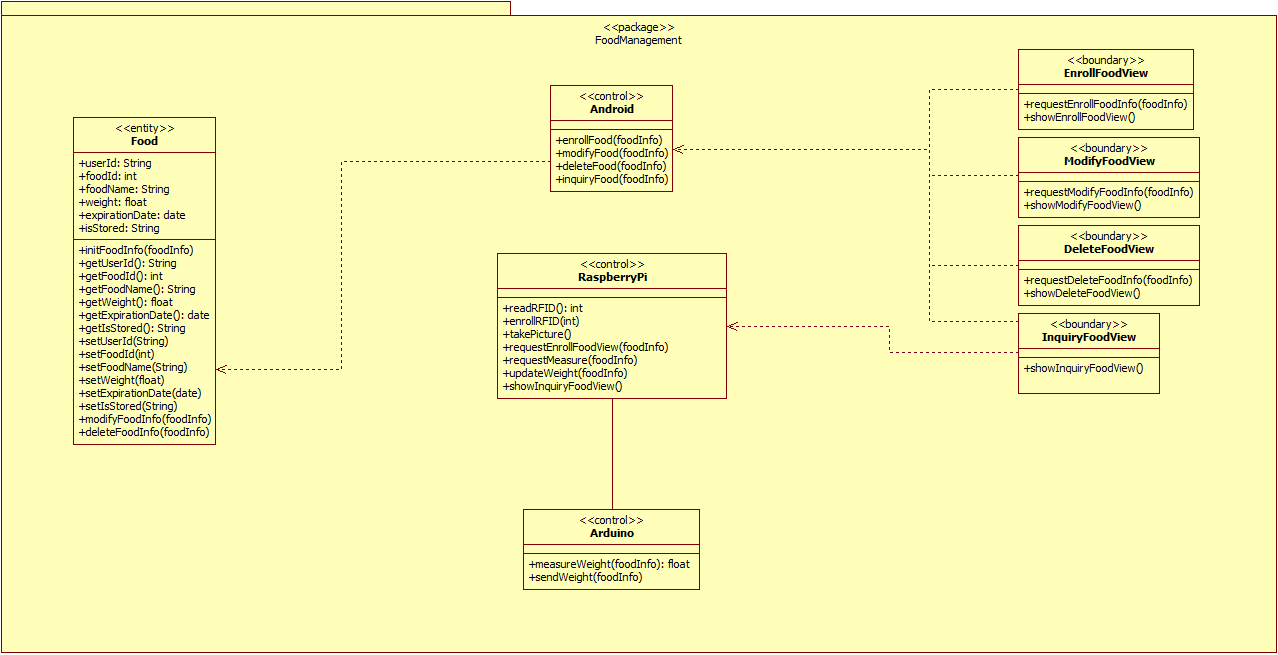 <<package>>
FoodManagement
<<entity>>
Food
+userId: String
+foodId: int
+foodName: String
+weight: float
+expirationDate: date
+isStored: String
+initFoodInfo(foodInfo)
+getUserId(): String
+getFoodId(): int
+getFoodName(): String
+getWeight(): float
+getExpirationDate(): date
+getIsStored(): String
+setUserId(String)
+setFoodId(int)
+setFoodName(String)
+setWeight(float)
+setExpirationDate(date)
+setIsStored(String)
+modifyFoodInfo(foodInfo)
+deleteFoodInfo(foodInfo)
<<control>>
Android
+enrollFood(foodInfo)
+modifyFood(foodInfo)
+deleteFood(foodInfo)
+inquiryFood(foodInfo)
<<control>>
RaspberryPi
+readRFID(): int
+enrollRFID(int)
+takePicture()
+requestEnrollFoodView(foodInfo)
+requestMeasure(foodInfo)
+updateWeight(foodInfo)
+showInquiryFoodView()
<<control>>
Arduino
+measureWeight(foodInfo): float
+sendWeight(foodInfo)
<<boundary>>
EnrollFoodView
+requestEnrollFoodInfo(foodInfo)
+showEnrollFoodView()
<<boundary>>
ModifyFoodView
+requestModifyFoodInfo(foodInfo)
+showModifyFoodView()
<<boundary>>
DeleteFoodView
+requestDeleteFoodInfo(foodInfo)
+showDeleteFoodView()
<<boundary>>
InquiryFoodView
+showInquiryFoodView()